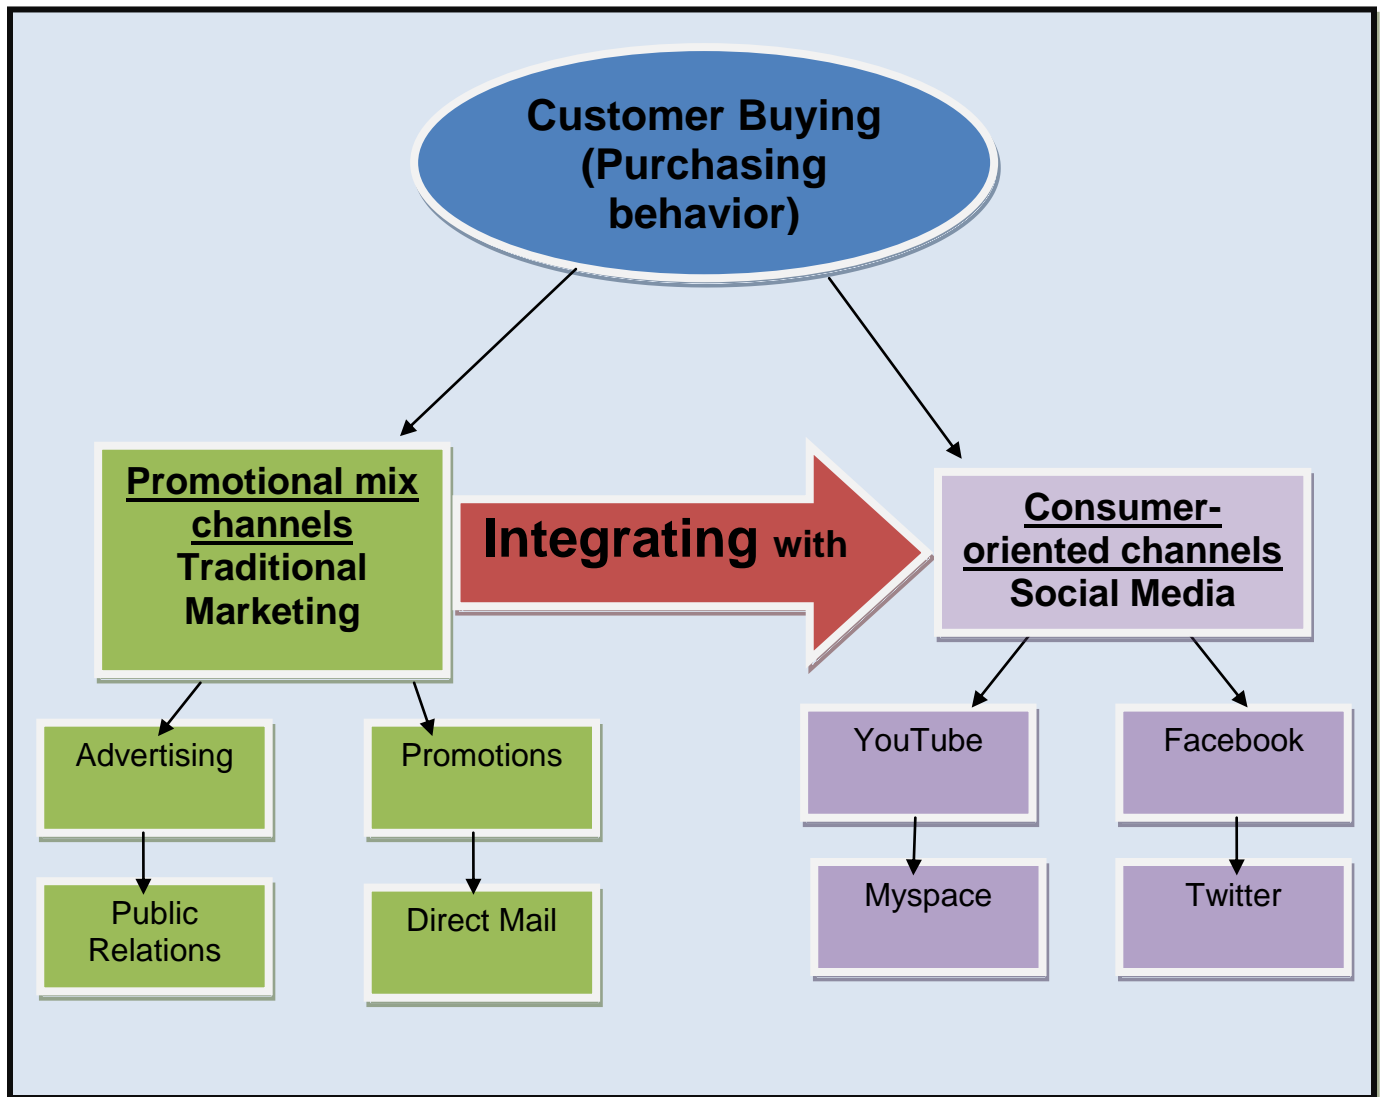 Customer Buying
(Purchasing
behavior)
Promotional mix
channels
Traditional
Marketing
Integrating with
Consumer-
oriented channels
Social Media
Advertising
Promotions
YouTube
Facebook
Public
Relations
Direct Mail
Myspace
Twitter